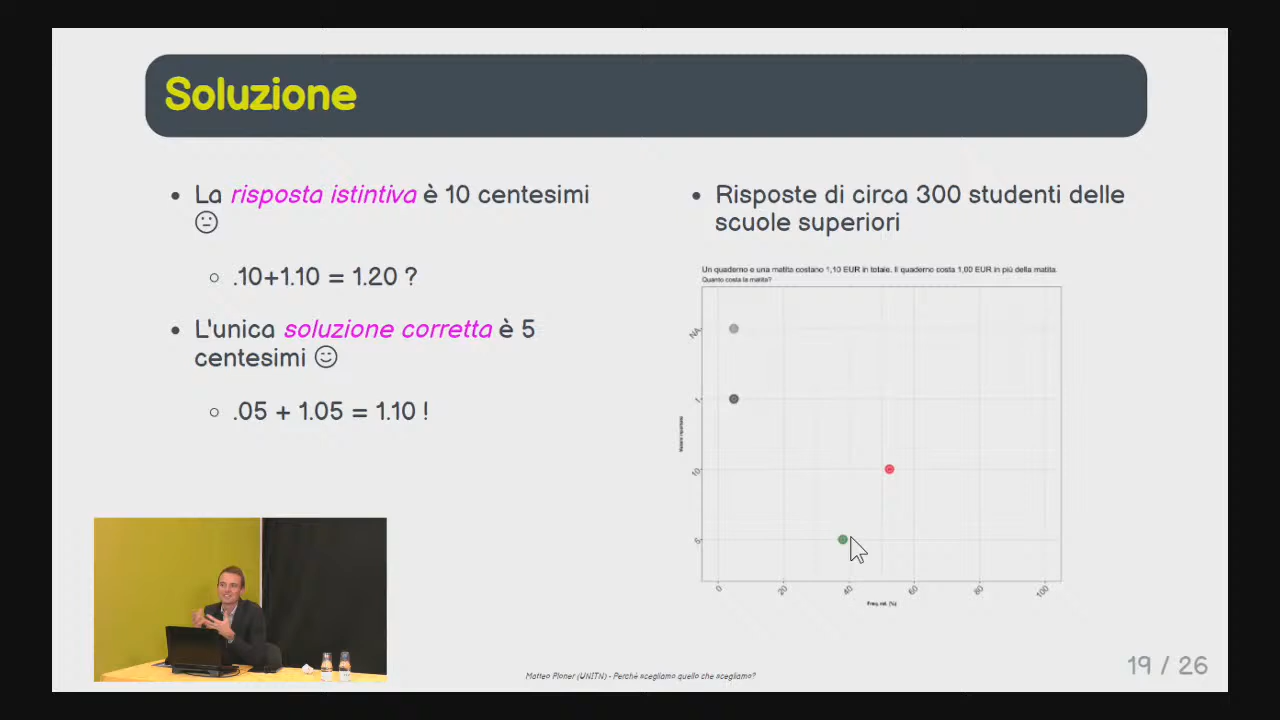 Soluzione
La risposta istintiva è 10 centesimi
.10+1.10 = 1.20 ?
L'unica soluzione corretta è 5
centesimi
.05 + 1.05 = 1.10 !
Risposte di circa 300 studenti delle
scuole superiori
Un quaderno e una matita costano 1,10 EUR in totale. Il quaderno costa 1,00 EUR in più della matita.
Quanto costa la matita?
NA
1
10
5
0
20
40
60
80
100
Freq. rel. (%)
Matteo Ploner (UNITN) - Perchè scegliamo quello che scegliamo?
19 / 26